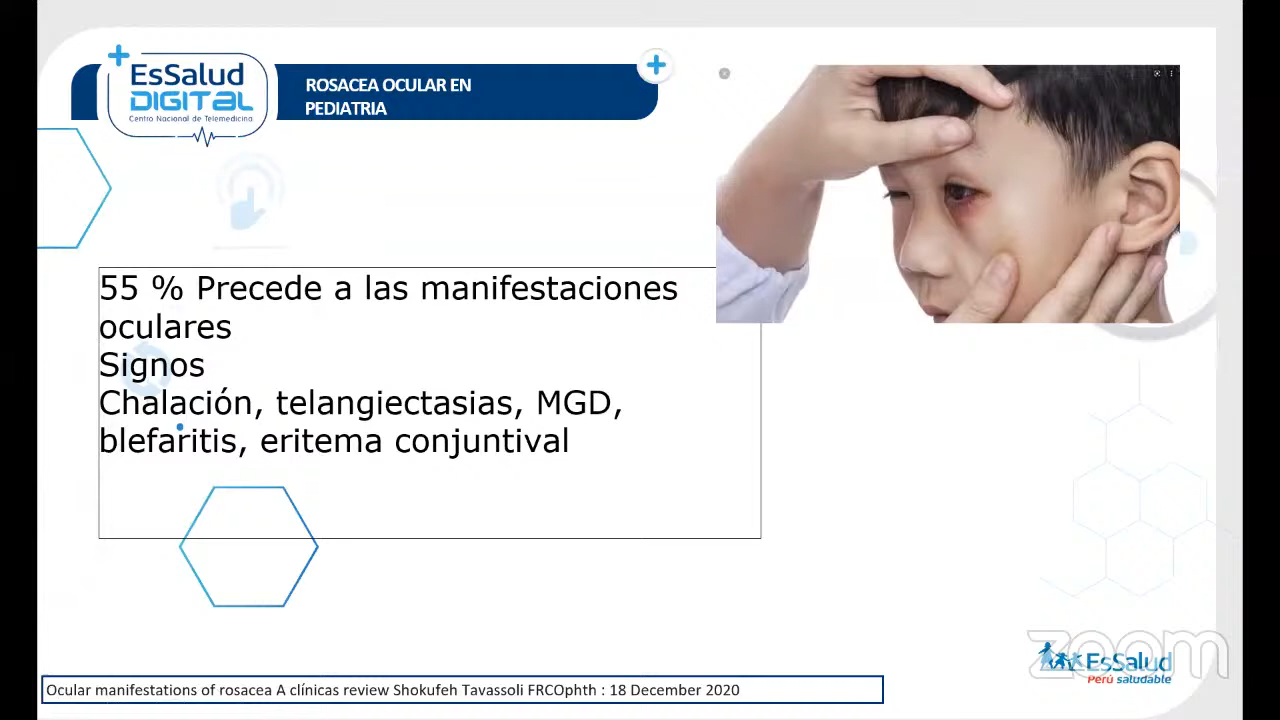 EsSalud
DIGITAL
Centro Nacional de Telemedicina
ROSACEA OCULAR EN
PEDIATRIA
55 % Precede a las manifestaciones
oculares
Signos
Chalación, telangiectasias, MGD,
blefaritis, eritema conjuntival
zoom
EsSalud
Perú saludable
Ocular manifestations of rosacea A clínicas review Shokufeh Tavassoli FRCOphth : 18 December 2020